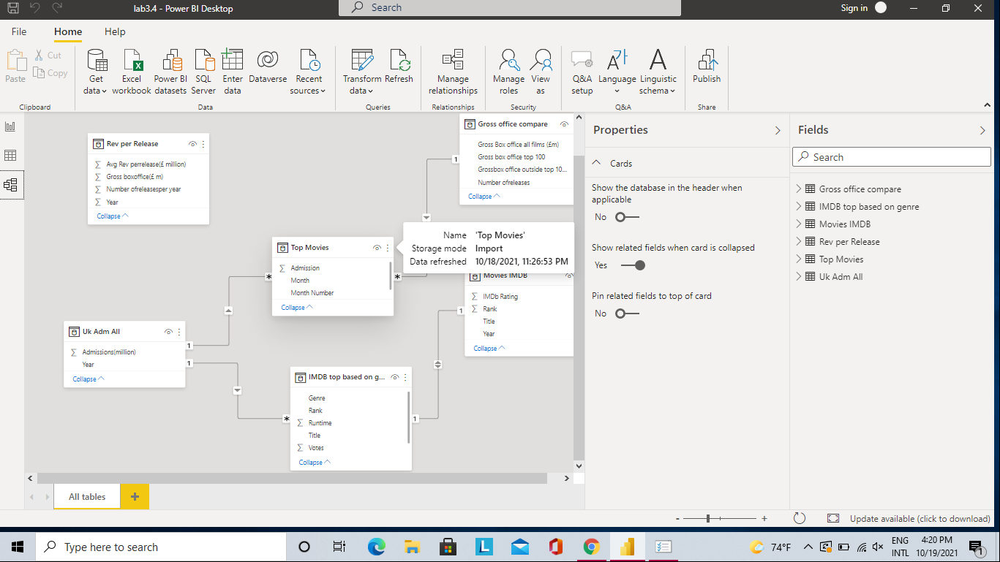 lab3.4 - Power BI Desktop
Search
Sign in
File
Home
Help
Paste
Cut
Copy
Get data
Excel workbook
Power BI datasets
SQL Server
Enter data
Dataverse
Recent sources
Transform data
Refresh
Manage relationships
Manage roles
View as
Q&A setup
Language
Linguistic schema
Publish
Clipboard
Data
Queries
Relationships
Security
Q&A
Share
Rev per Release
Avg Rev perrelease(£ million)
Gross boxoffice(£ m)
Number ofreleasesper year
Year
Collapse
Gross office compare
Gross Box office all films (£m)
Gross box office top 100
Grossbox office outside top 10...
Number ofreleases
Collapse
1
Top Movies
Admission
Month
Month Number
Collapse
*
*
Name 'Top Movies'
Storage mode Import
Data refreshed 10/18/2021, 11:26:53 PM
Movies IMDB
IMDb Rating
Rank
Title
Year
Collapse
1
Uk Adm All
Admissions(million)
Year
Collapse
1
1
IMDB top based on g...
Genre
Rank
Runtime
Title
Votes
Collapse
*
1
Properties
Cards
Show the database in the header when
applicable
No
Show related fields when card is collapsed
Yes
Pin related fields to top of card
No
Fields
Search
Gross office compare
IMDB top based on genre
Movies IMDB
Rev per Release
Top Movies
Uk Adm All
All tables
+
- +
Update available (click to download)
Type here to search
74°F
ENG
INTL
4:20 PM
10/19/2021
1